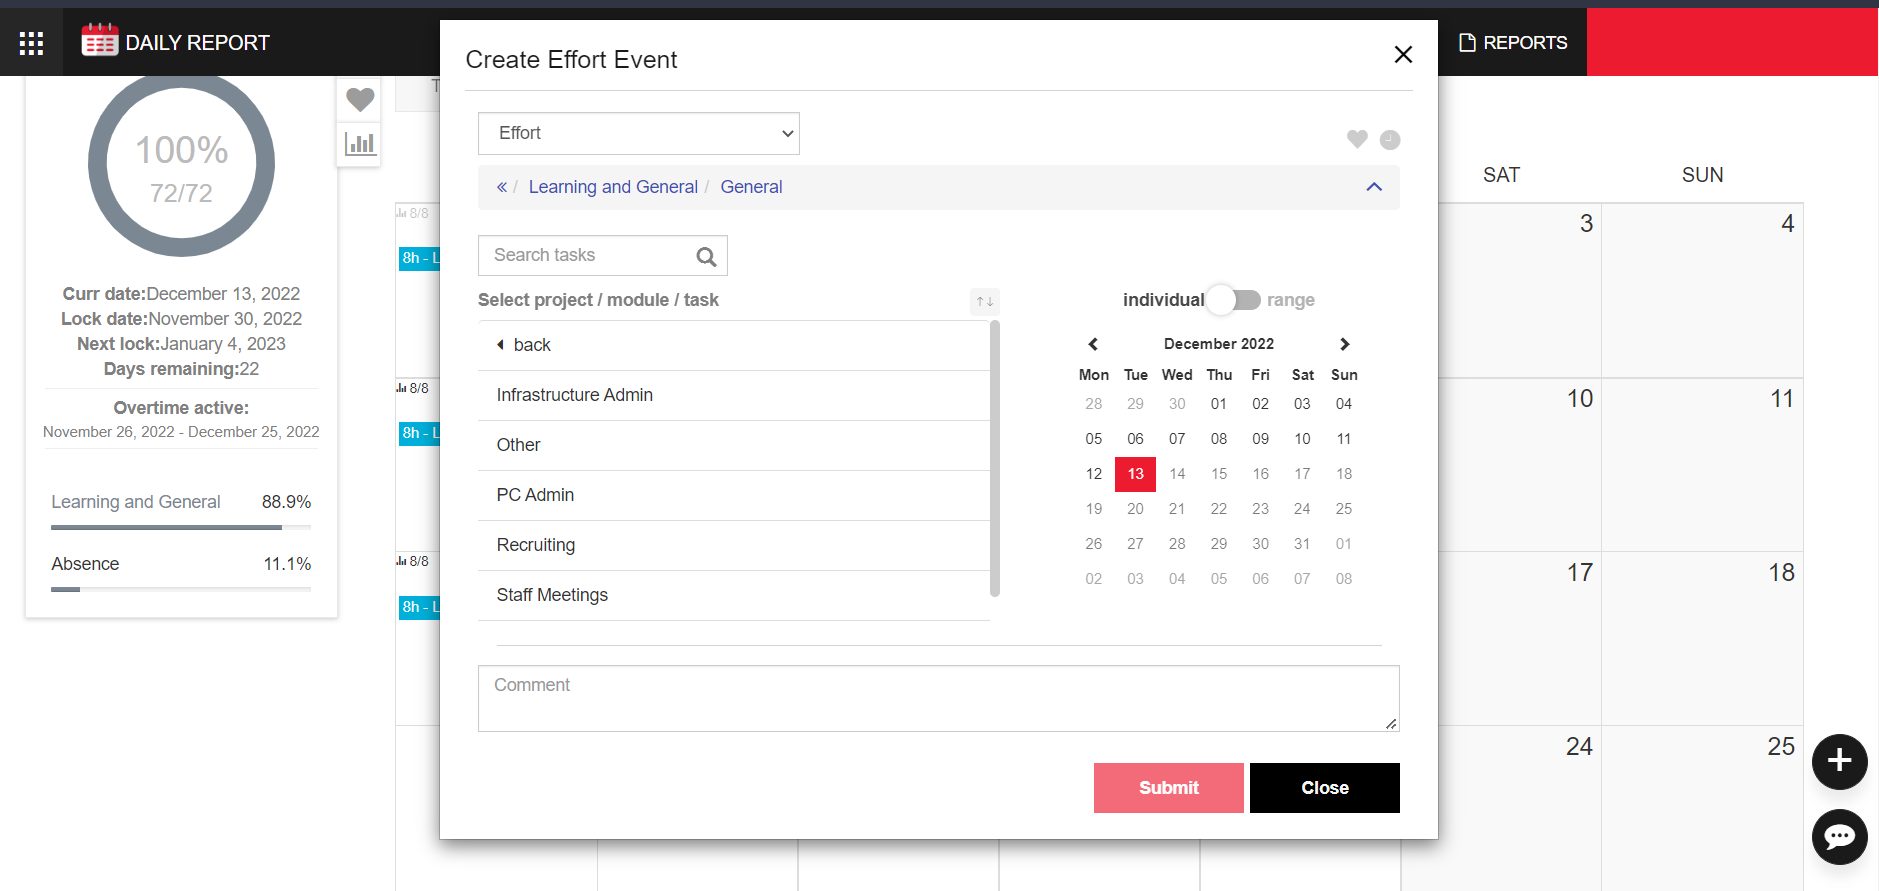 DAILY REPORT
REPORTS
100%
72/72
Curr date:December 13, 2022
Lock date:November 30, 2022
Next lock:January 4, 2023
Days remaining:22
Overtime active:
November 26, 2022 - December 25, 2022
Learning and General 88.9%
Absence 11.1%
T
8/8
8h - L
8/8
8h - L
8/8
8h - L
Create Effort Event
Effort
« / Learning and General / General
Search tasks
Select project / module / task
back
Infrastructure Admin
Other
PC Admin
Recruiting
Staff Meetings
individual range
December 2022
Mon Tue Wed Thu Fri Sat Sun
28 29 30 01 02 03 04
05 06 07 08 09 10 11
12 13 14 15 16 17 18
19 20 21 22 23 24 25
26 27 28 29 30 31 01
02 03 04 05 06 07 08
Comment
Submit
Close
SAT SUN
3 4
10 11
17 18
24 25